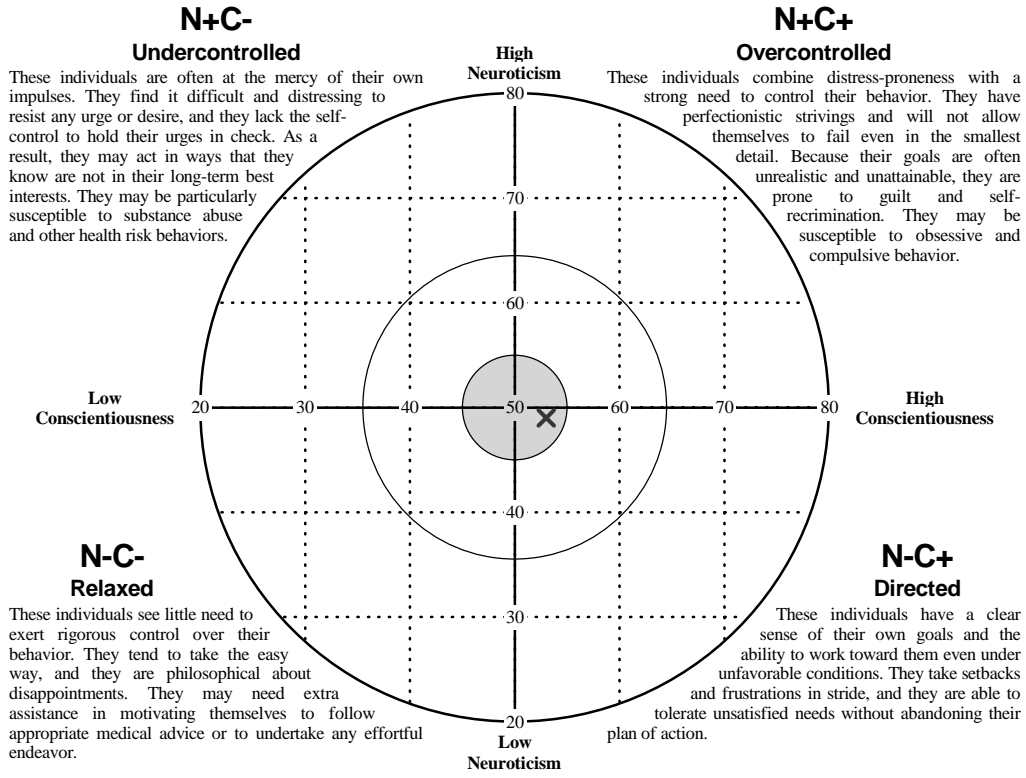 N+C-
Undercontrolled
These individuals are often at the mercy of their own
impulses. They find it difficult and distressing to
resist any urge or desire, and they lack the self-
control to hold their urges in check. As a
result, they may act in ways that they
know are not in their long-term best
interests. They may be particularly
susceptible to substance abuse
and other health risk behaviors.
High
Neuroticism
N+C+
Overcontrolled
These individuals combine distress-proneness with a
strong need to control their behavior. They have
perfectionistic strivings and will not allow
themselves to fail even in the smallest
detail. Because their goals are often
unrealistic and unattainable, they are
prone to guilt and self-
recrimination. They may be
susceptible to obsessive and
compulsive behavior.
80
70
60
Low
Conscientiousness
20 30 40 50 60 70 80
High
Conscientiousness
40
30
20
N-C-
Relaxed
These individuals see little need to
exert rigorous control over their
behavior. They tend to take the easy
way, and they are philosophical about
disappointments. They may need extra
assistance in motivating themselves to follow
appropriate medical advice or to undertake any effortful
endeavor.
Low
Neuroticism
N-C+
Directed
These individuals have a clear
sense of their own goals and the
ability to work toward them even under
unfavorable conditions. They take setbacks
and frustrations in stride, and they are able to
tolerate unsatisfied needs without abandoning their
plan of action.